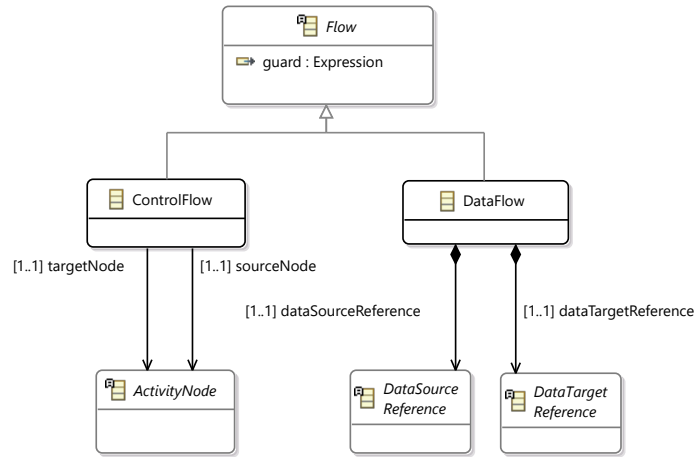 Flow
guard : Expression
ControlFlow
DataFlow
[1..1] targetNode
[1..1] sourceNode
[1..1] dataSourceReference
[1..1] dataTargetReference
ActivityNode
DataSource
Reference
DataTarget
Reference